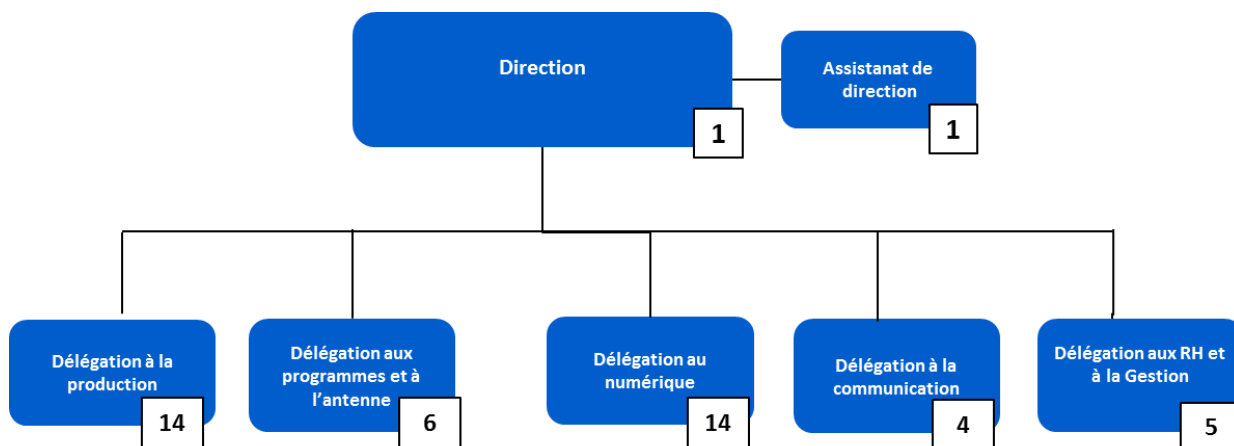 Direction
1
Assistanat de
direction
1
Délégation à la
production
14
Délégation aux
programmes et à
l'antenne
6
Délégation au
numérique
14
Délégation à la
communication
4
Délégation aux RH et
à la Gestion
5